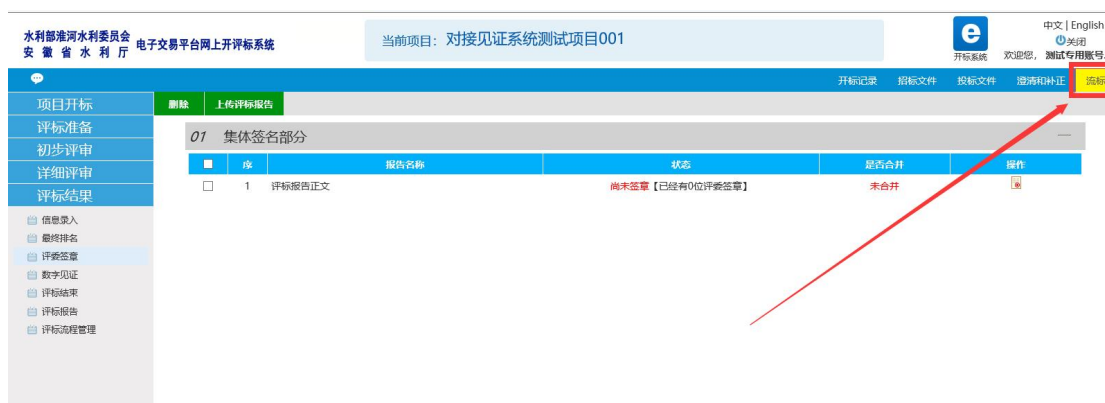 水利部淮河水利委员会
安徽省水利厅
电子交易平台网上开评标系统
当前项目：对接见证系统测试项目001
e
开标系统
中文 | English
关闭
欢迎您，测试专用账号
开标记录 招标文件 投标文件 澄清和补正 流标
项目开标
评标准备
初步评审
详细评审
评标结果
信息录入
最终排名
评委签章
数字见证
评标结束
评标报告
评标流程管理
删除 上传评标报告
01 集体签名部分
序 报告名称 状态 是否合并 操作
1 评标报告正文 尚未签章【已经有0位评委签章】 未合并